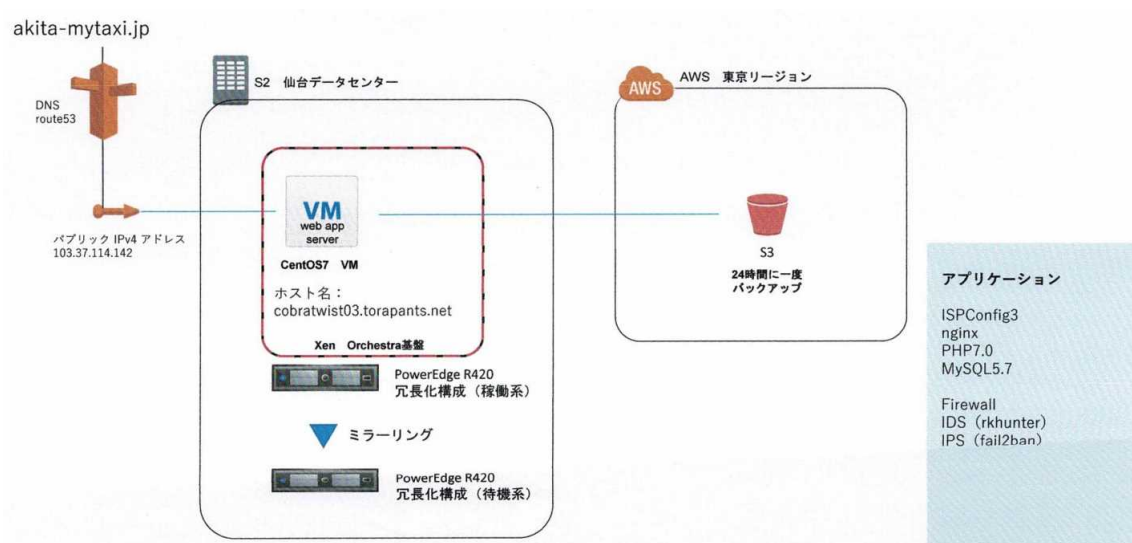 akita-mytaxi.jp
DNS
route53
パブリック IPv4 アドレス
103.37.114.142
S2 仙台データセンター
VM
web app
server
CentOS7 VM
ホスト名：
cobratwist03.torapants.net
Xen Orchestra基盤
PowerEdge R420
冗長化構成（稼働系）
ミラーリング
PowerEdge R420
冗長化構成（待機系）
AWS
AWS 東京リージョン
S3
24時間に一度
バックアップ
アプリケーション
ISPConfig3
nginx
PHP7.0
MySQL5.7
Firewall
IDS（rkhunter）
IPS（fail2ban）